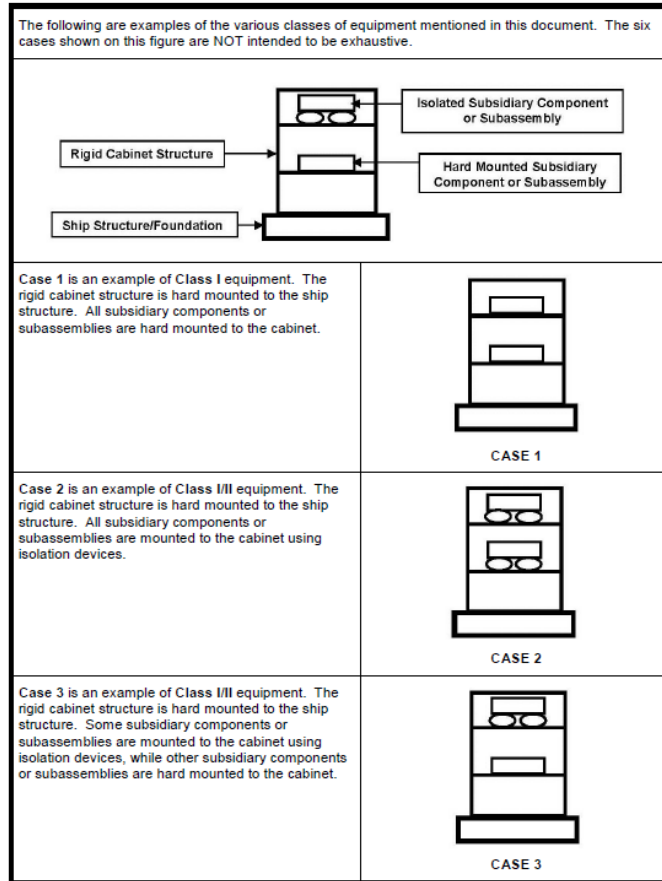 The following are examples of the various classes of equipment mentioned in this document. The six
cases shown on this figure are NOT intended to be exhaustive.
Isolated Subsidiary Component
or Subassembly
Rigid Cabinet Structure
Hard Mounted Subsidiary
Component or Subassembly
Ship Structure/Foundation
Case 1 is an example of Class I equipment. The
rigid cabinet structure is hard mounted to the ship
structure. All subsidiary components or
subassemblies are hard mounted to the cabinet.
CASE 1
Case 2 is an example of Class I/II equipment. The
rigid cabinet structure is hard mounted to the ship
structure. All subsidiary components or
subassemblies are mounted to the cabinet using
isolation devices.
CASE 2
Case 3 is an example of Class I/II equipment. The
rigid cabinet structure is hard mounted to the ship
structure. Some subsidiary components or
subassemblies are mounted to the cabinet using
isolation devices, while other subsidiary components
or subassemblies are hard mounted to the cabinet.
CASE 3